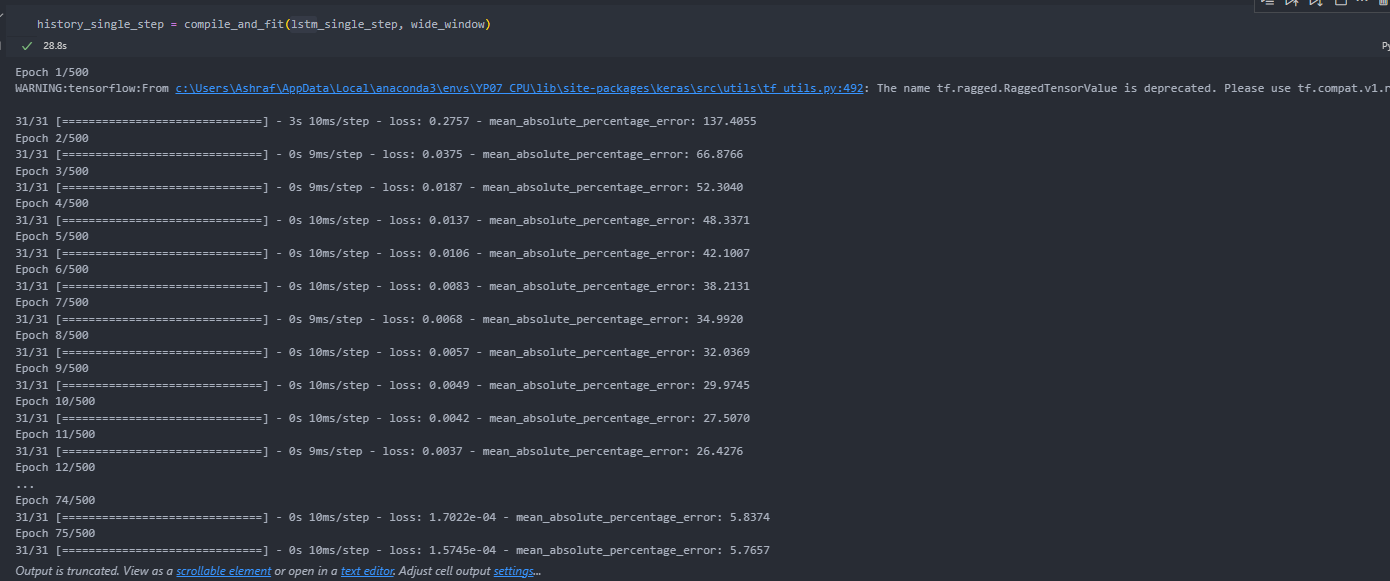 history_single_step = compile_and_fit(lstm_single_step, wide_window)
28.8s
Epoch 1/500
WARNING:tensorflow:From c:\Users\Ashraf\AppData\Local\anaconda3\envs\YP07_CPU\lib\site-packages\keras\src\utils\tf_utils.py:492: The name tf.ragged.RaggedTensorValue is deprecated. Please use tf.compat.v1.r
31/31 [==============================] - 3s 10ms/step - loss: 0.2757 - mean_absolute_percentage_error: 137.4055
Epoch 2/500
31/31 [==============================] - 0s 9ms/step - loss: 0.0375 - mean_absolute_percentage_error: 66.8766
Epoch 3/500
31/31 [==============================] - 0s 9ms/step - loss: 0.0187 - mean_absolute_percentage_error: 52.3040
Epoch 4/500
31/31 [==============================] - 0s 10ms/step - loss: 0.0137 - mean_absolute_percentage_error: 48.3371
Epoch 5/500
31/31 [==============================] - 0s 10ms/step - loss: 0.0106 - mean_absolute_percentage_error: 42.1007
Epoch 6/500
31/31 [==============================] - 0s 10ms/step - loss: 0.0083 - mean_absolute_percentage_error: 38.2131
Epoch 7/500
31/31 [==============================] - 0s 9ms/step - loss: 0.0068 - mean_absolute_percentage_error: 34.9920
Epoch 8/500
31/31 [==============================] - 0s 10ms/step - loss: 0.0057 - mean_absolute_percentage_error: 32.0369
Epoch 9/500
31/31 [==============================] - 0s 10ms/step - loss: 0.0049 - mean_absolute_percentage_error: 29.9745
Epoch 10/500
31/31 [==============================] - 0s 10ms/step - loss: 0.0042 - mean_absolute_percentage_error: 27.5070
Epoch 11/500
31/31 [==============================] - 0s 9ms/step - loss: 0.0037 - mean_absolute_percentage_error: 26.4276
Epoch 12/500
...
Epoch 74/500
31/31 [==============================] - 0s 10ms/step - loss: 1.7022e-04 - mean_absolute_percentage_error: 5.8374
Epoch 75/500
31/31 [==============================] - 0s 10ms/step - loss: 1.5745e-04 - mean_absolute_percentage_error: 5.7657
Output is truncated. View as a scrollable element or open in a text editor. Adjust cell output settings...